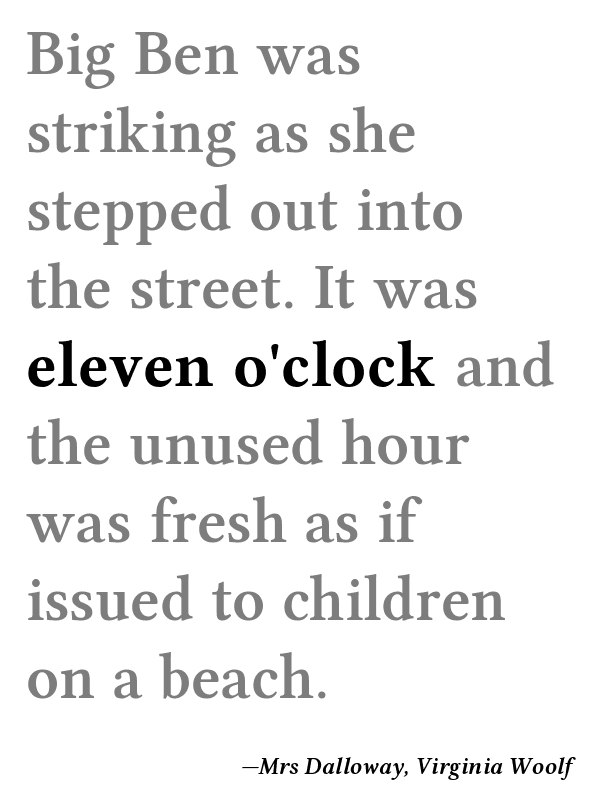 Big Ben was
striking as she
stepped out into
the street. It was
eleven o'clock and
the unused hour
was fresh as if
issued to children
on a beach.
—Mrs Dalloway, Virginia Woolf